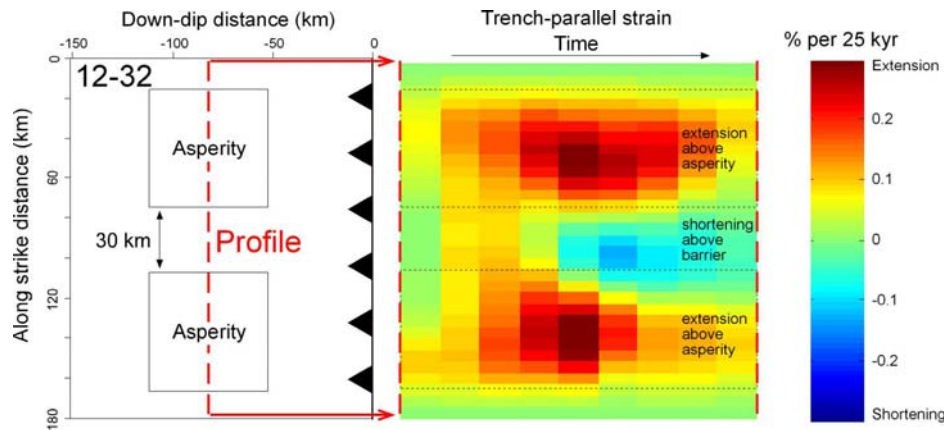 Down-dip distance (km)
-150
-100
-50
0
Along strike distance (km)
0
60
120
180
12-32
Asperity
30 km
Profile
Asperity
Trench-parallel strain
Time
extension
above
asperity
shortening
above
barrier
extension
above
asperity
% per 25 kyr
Extension
0.2
0.1
0
-0.1
-0.2
Shortening